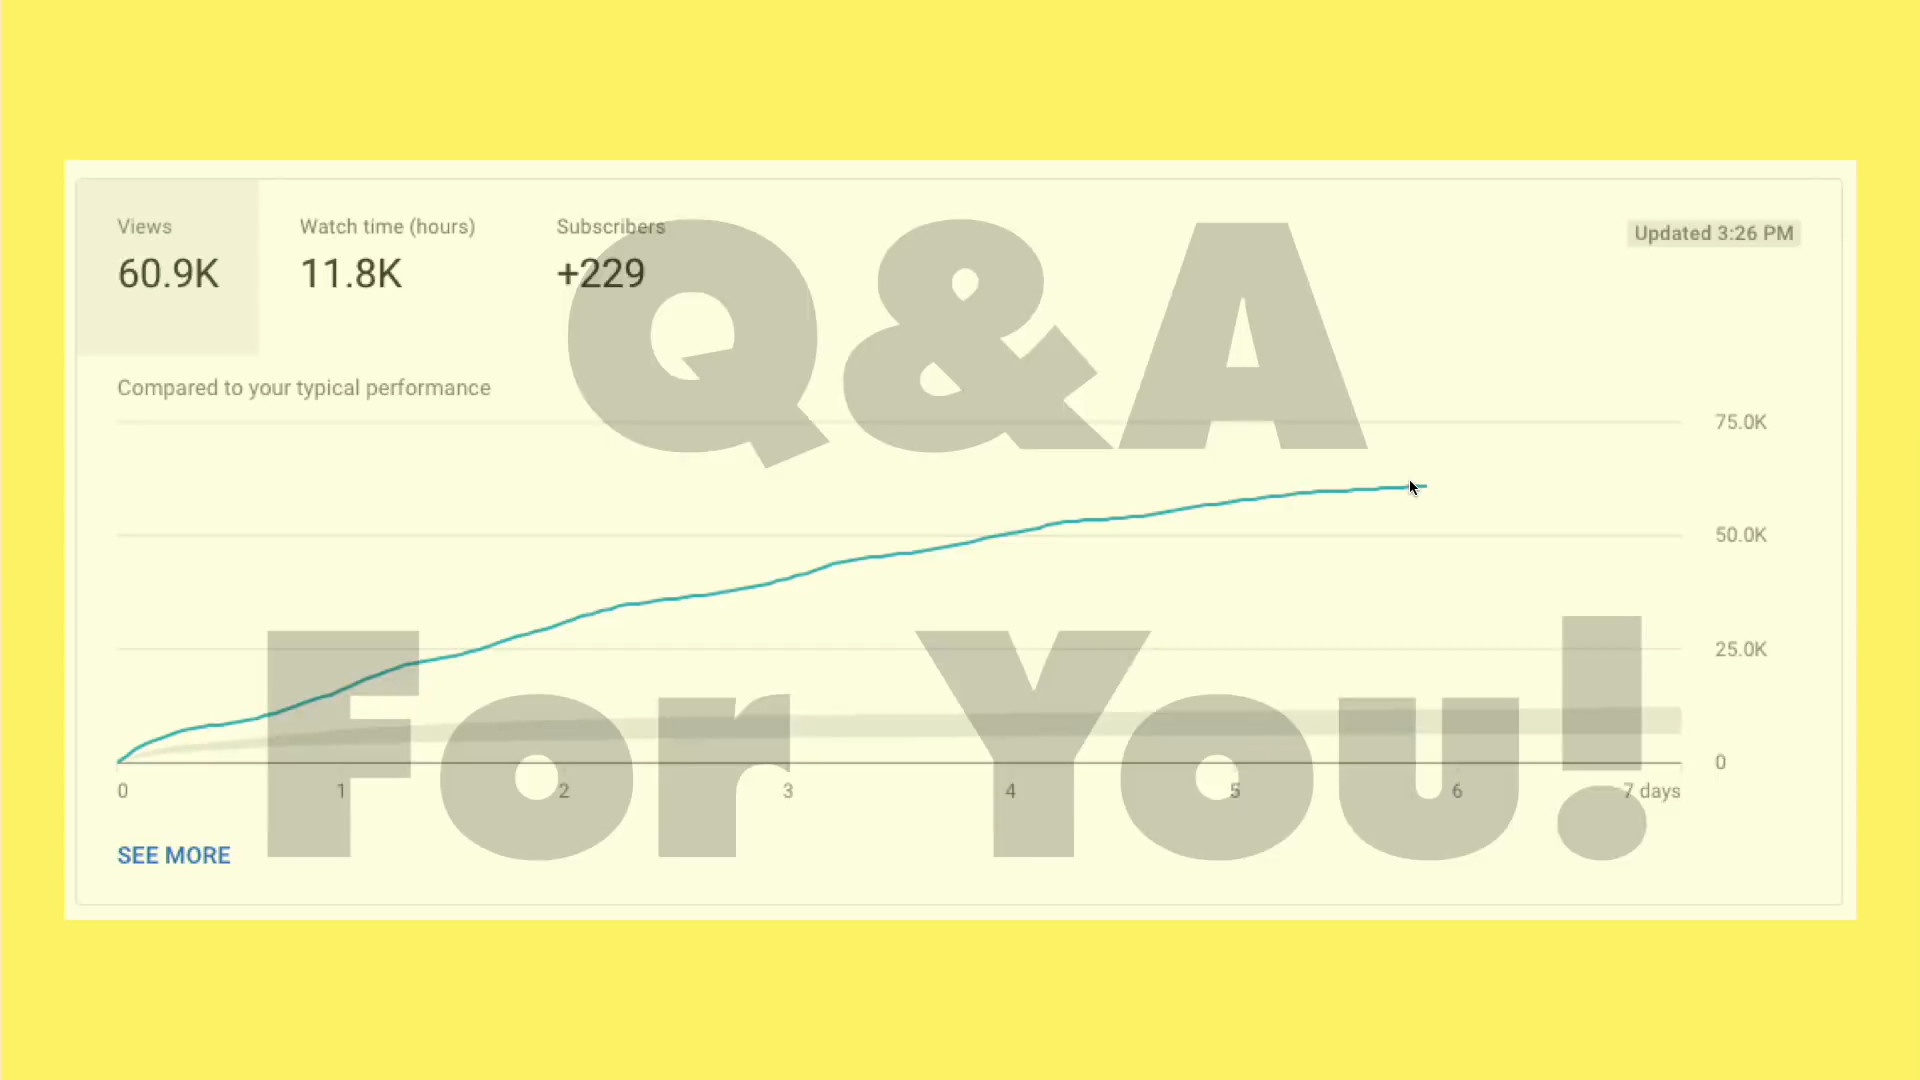 Views
60.9K
Watch time (hours)
11.8K
Subscribers
+229
Updated 3:26 PM
Q&A
Compared to your typical performance
75.0K
50.0K
25.0K
0
0 1 2 3 4 5 6 7 days
For You!
SEE MORE